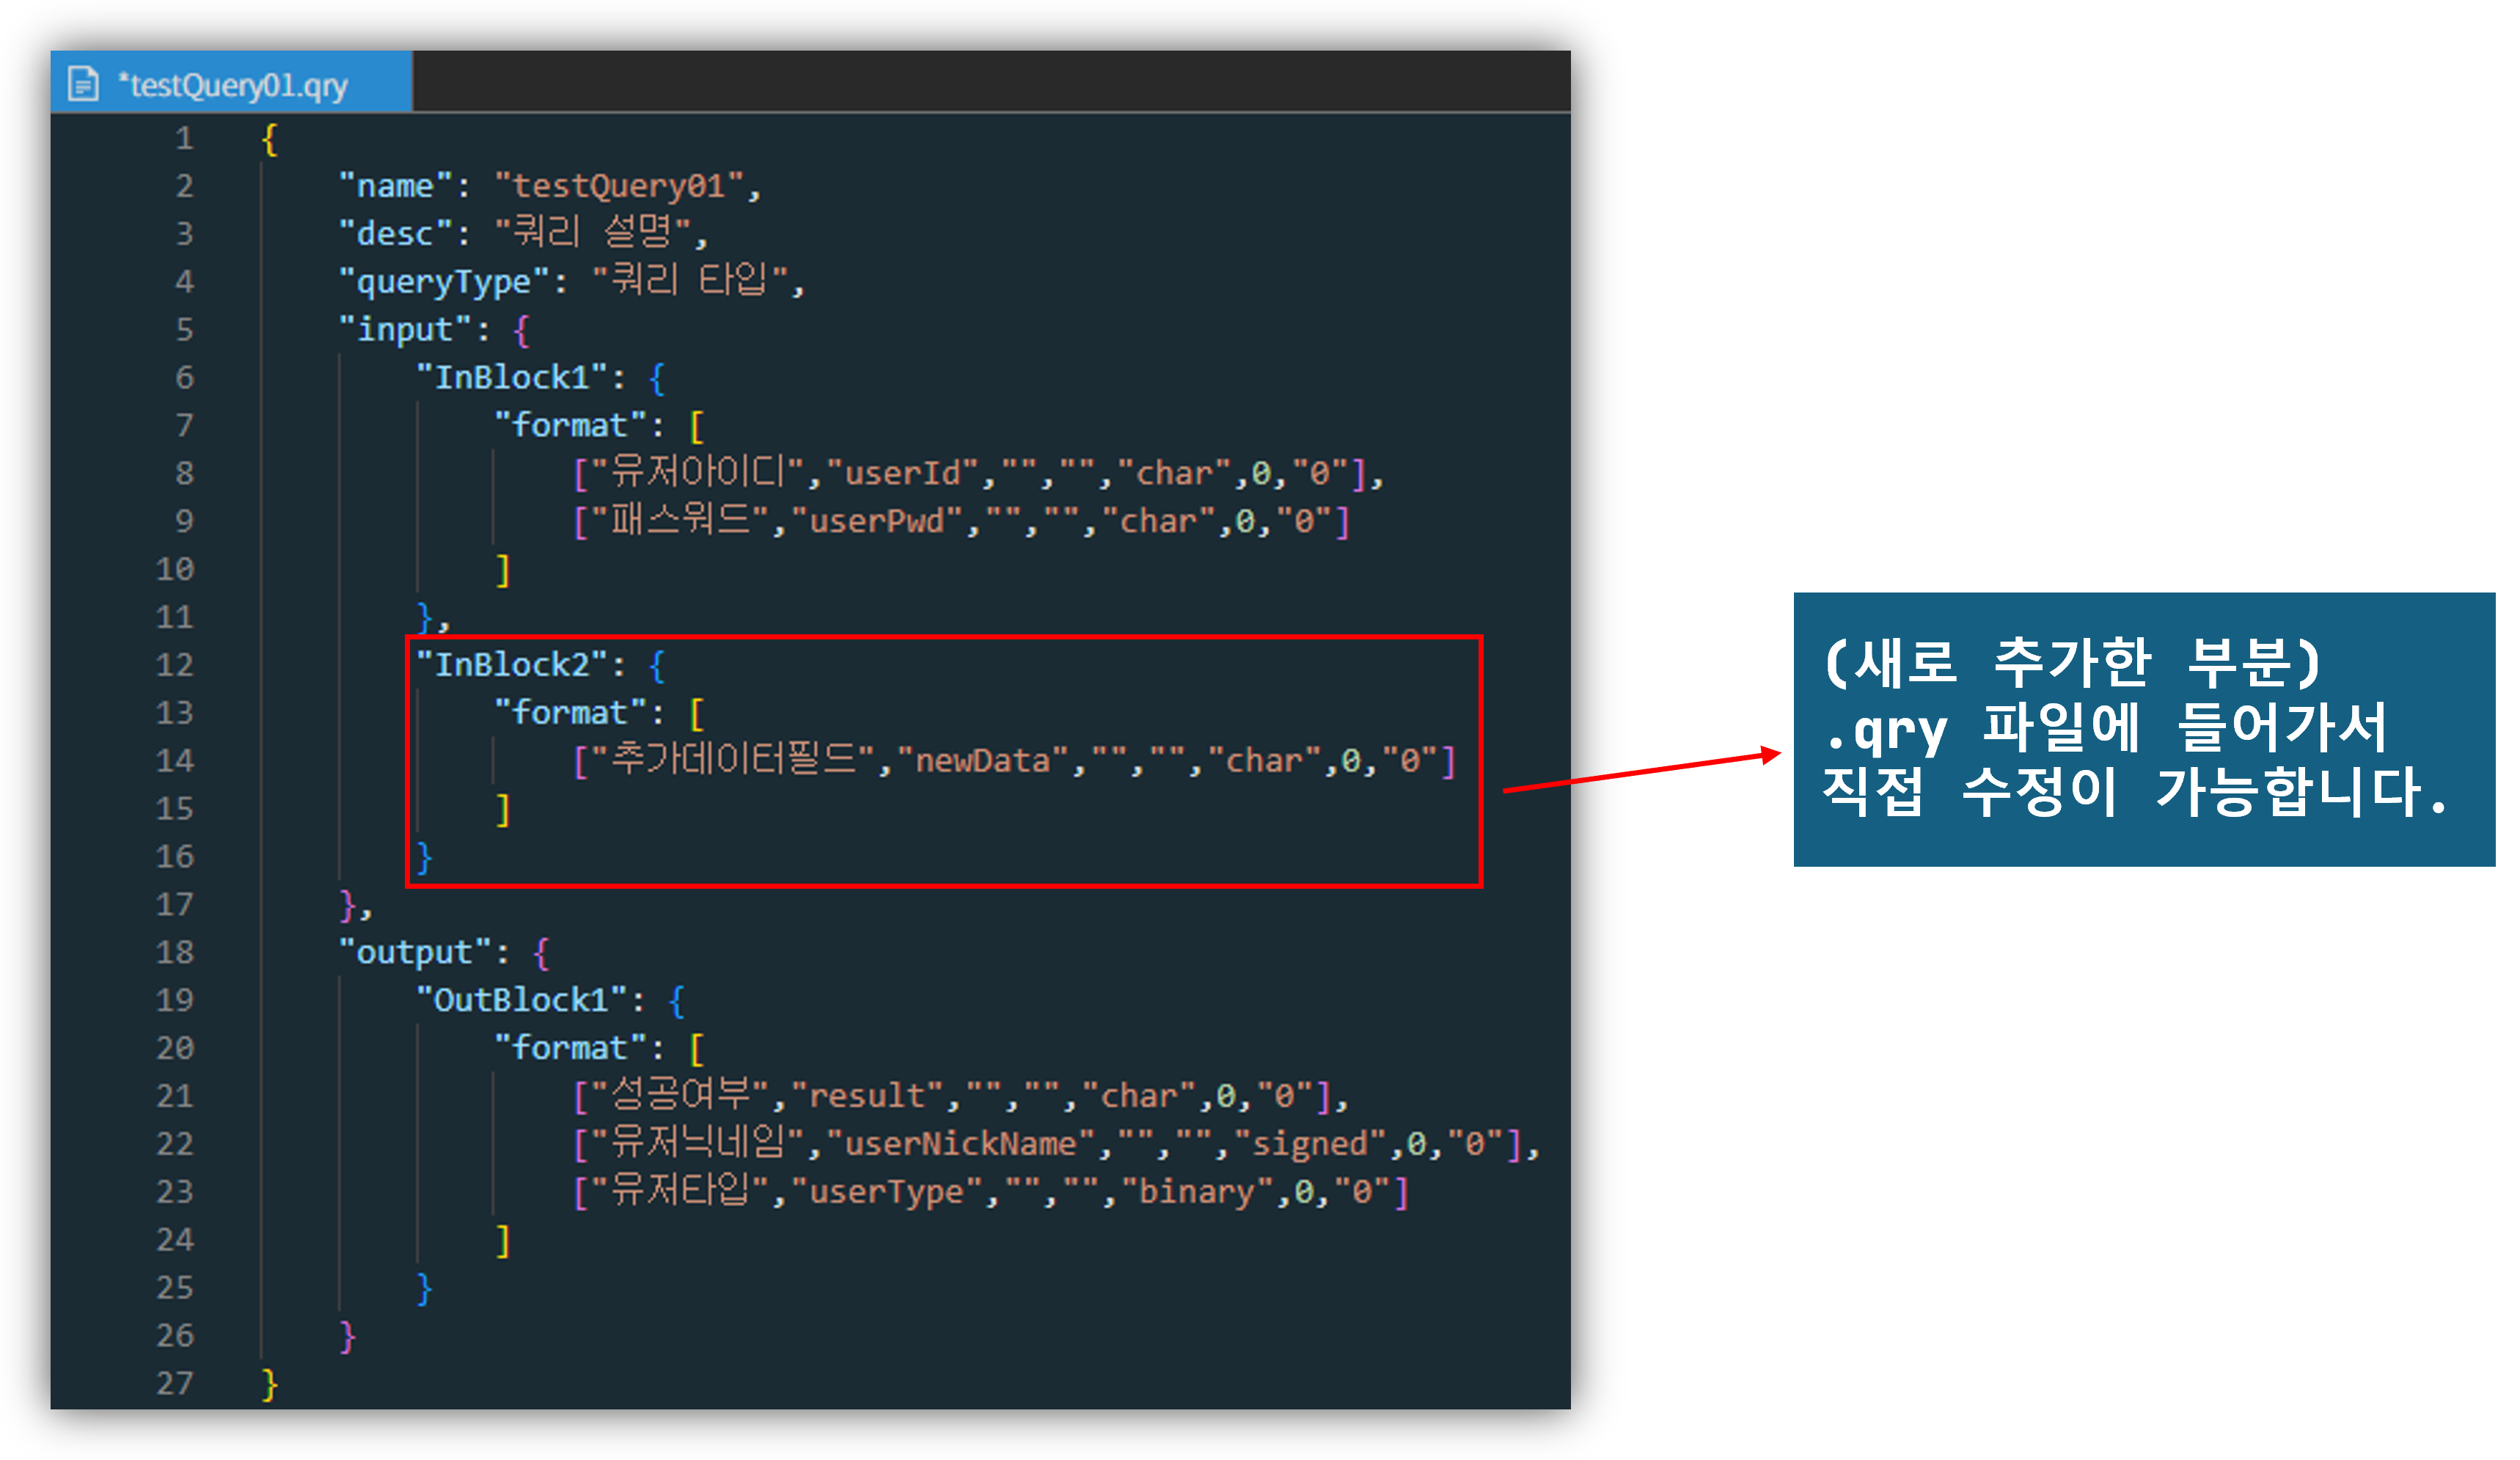 *testQuery01.qry
1 {
2     "name": "testQuery01",
3     "desc": "쿼리 설명",
4     "queryType": "쿼리 타입",
5     "input": {
6         "InBlock1": {
7             "format": [
8                 ["유저아이디","userId","","","char",0,"0"],
9                 ["패스워드","userPwd","","","char",0,"0"]
10             ]
11         },
12         "InBlock2": {
13             "format": [
14                 ["추가데이터필드","newData","","","char",0,"0"]
15             ]
16         }
17     },
18     "output": {
19         "OutBlock1": {
20             "format": [
21                 ["성공여부","result","","","char",0,"0"],
22                 ["유저닉네임","userNickName","","","signed",0,"0"],
23                 ["유저타입","userType","","","binary",0,"0"]
24             ]
25         }
26     }
27 }
(새로 추가한 부분)
.qry 파일에 들어가서
직접 수정이 가능합니다.